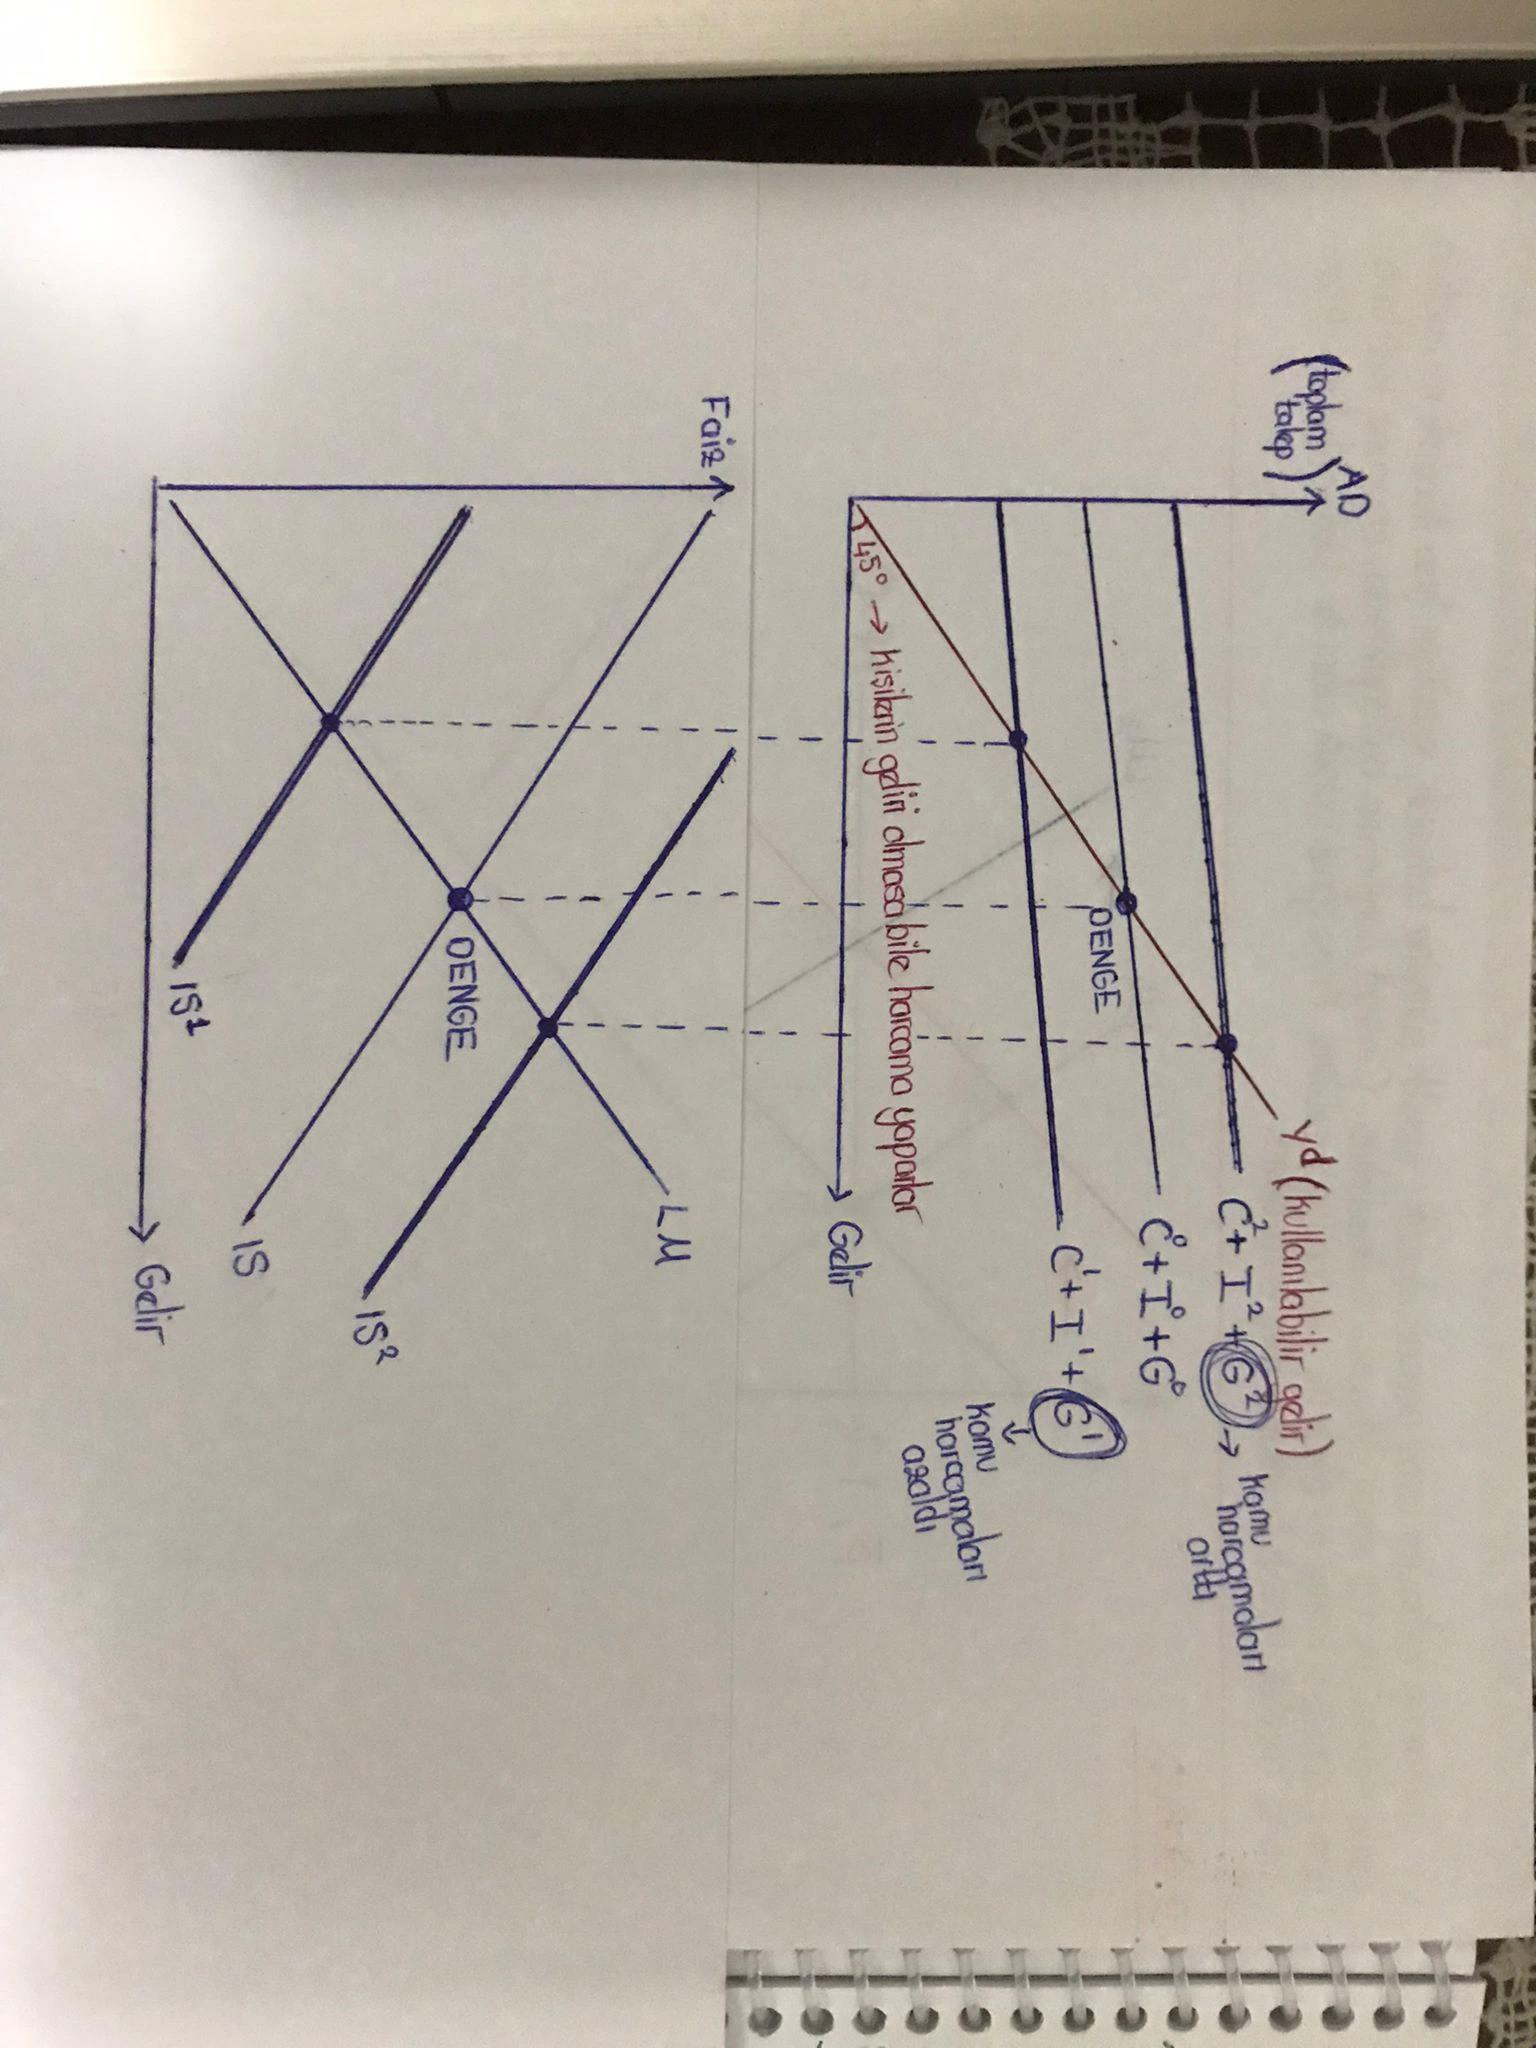 AD
(toplam
talep)
Yd (kullanılabilir gelir)
C²+ I² + G² → kamu
harcamaları
arttı
C⁰+ I⁰ + G⁰
DENGE
C¹+ I¹ + G¹
↓
kamu
harcamaları
azaldı
45° → kişilerin geliri olmasa bile harcama yaparlar
Gelir
Faiz
LM
DENGE
IS²
IS
IS¹
Gelir